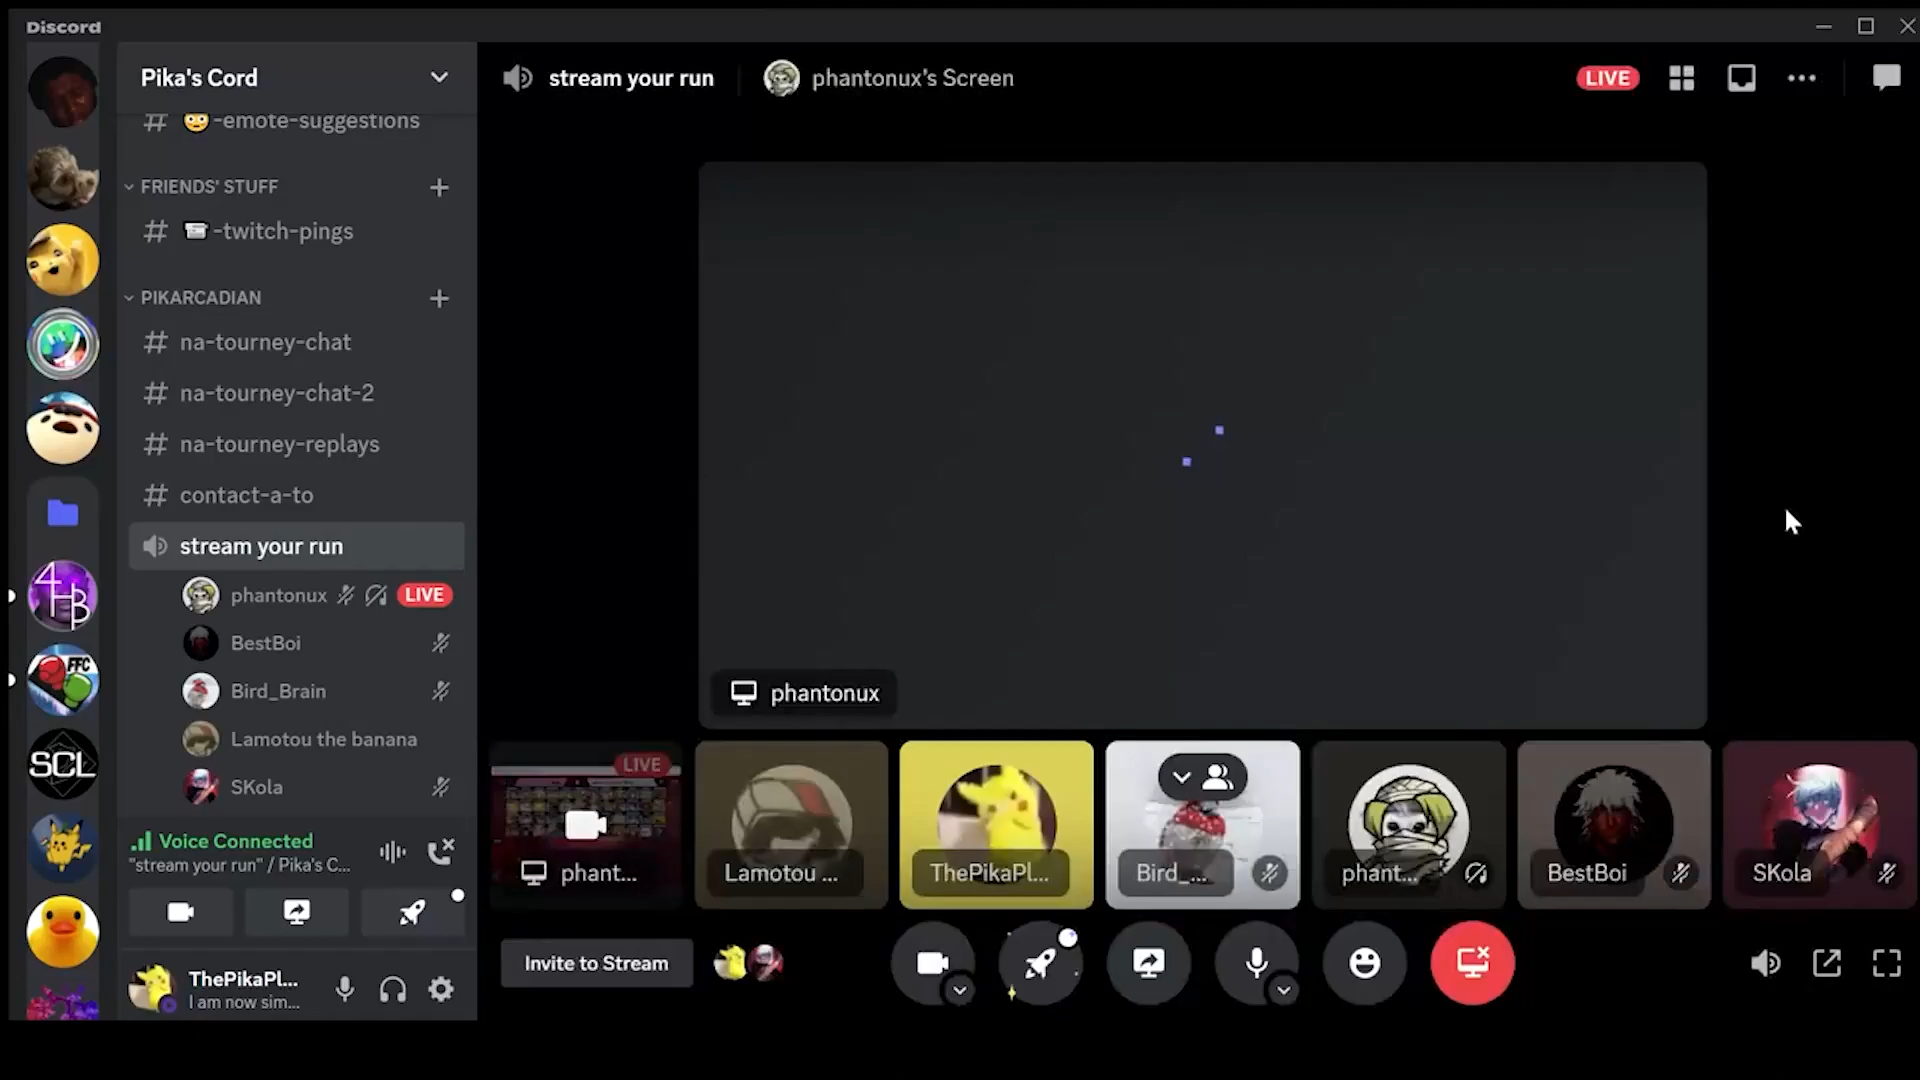 Discord
Pika's Cord
-emote-suggestions
FRIENDS' STUFF
-twitch-pings
PIKARCADIAN
na-tourney-chat
na-tourney-chat-2
na-tourney-replays
contact-a-to
stream your run
phantonux LIVE
BestBoi
Bird_Brain
Lamotou the banana
SKola
Voice Connected
"stream your run" / Pika's C...
ThePikaPl...
I am now sim...
4HB
FFC
SCL
stream your run
phantonux's Screen
LIVE
phantonux
LIVE
phant...
Lamotou ...
ThePikaPl...
Bird_...
phant...
BestBoi
SKola
Invite to Stream